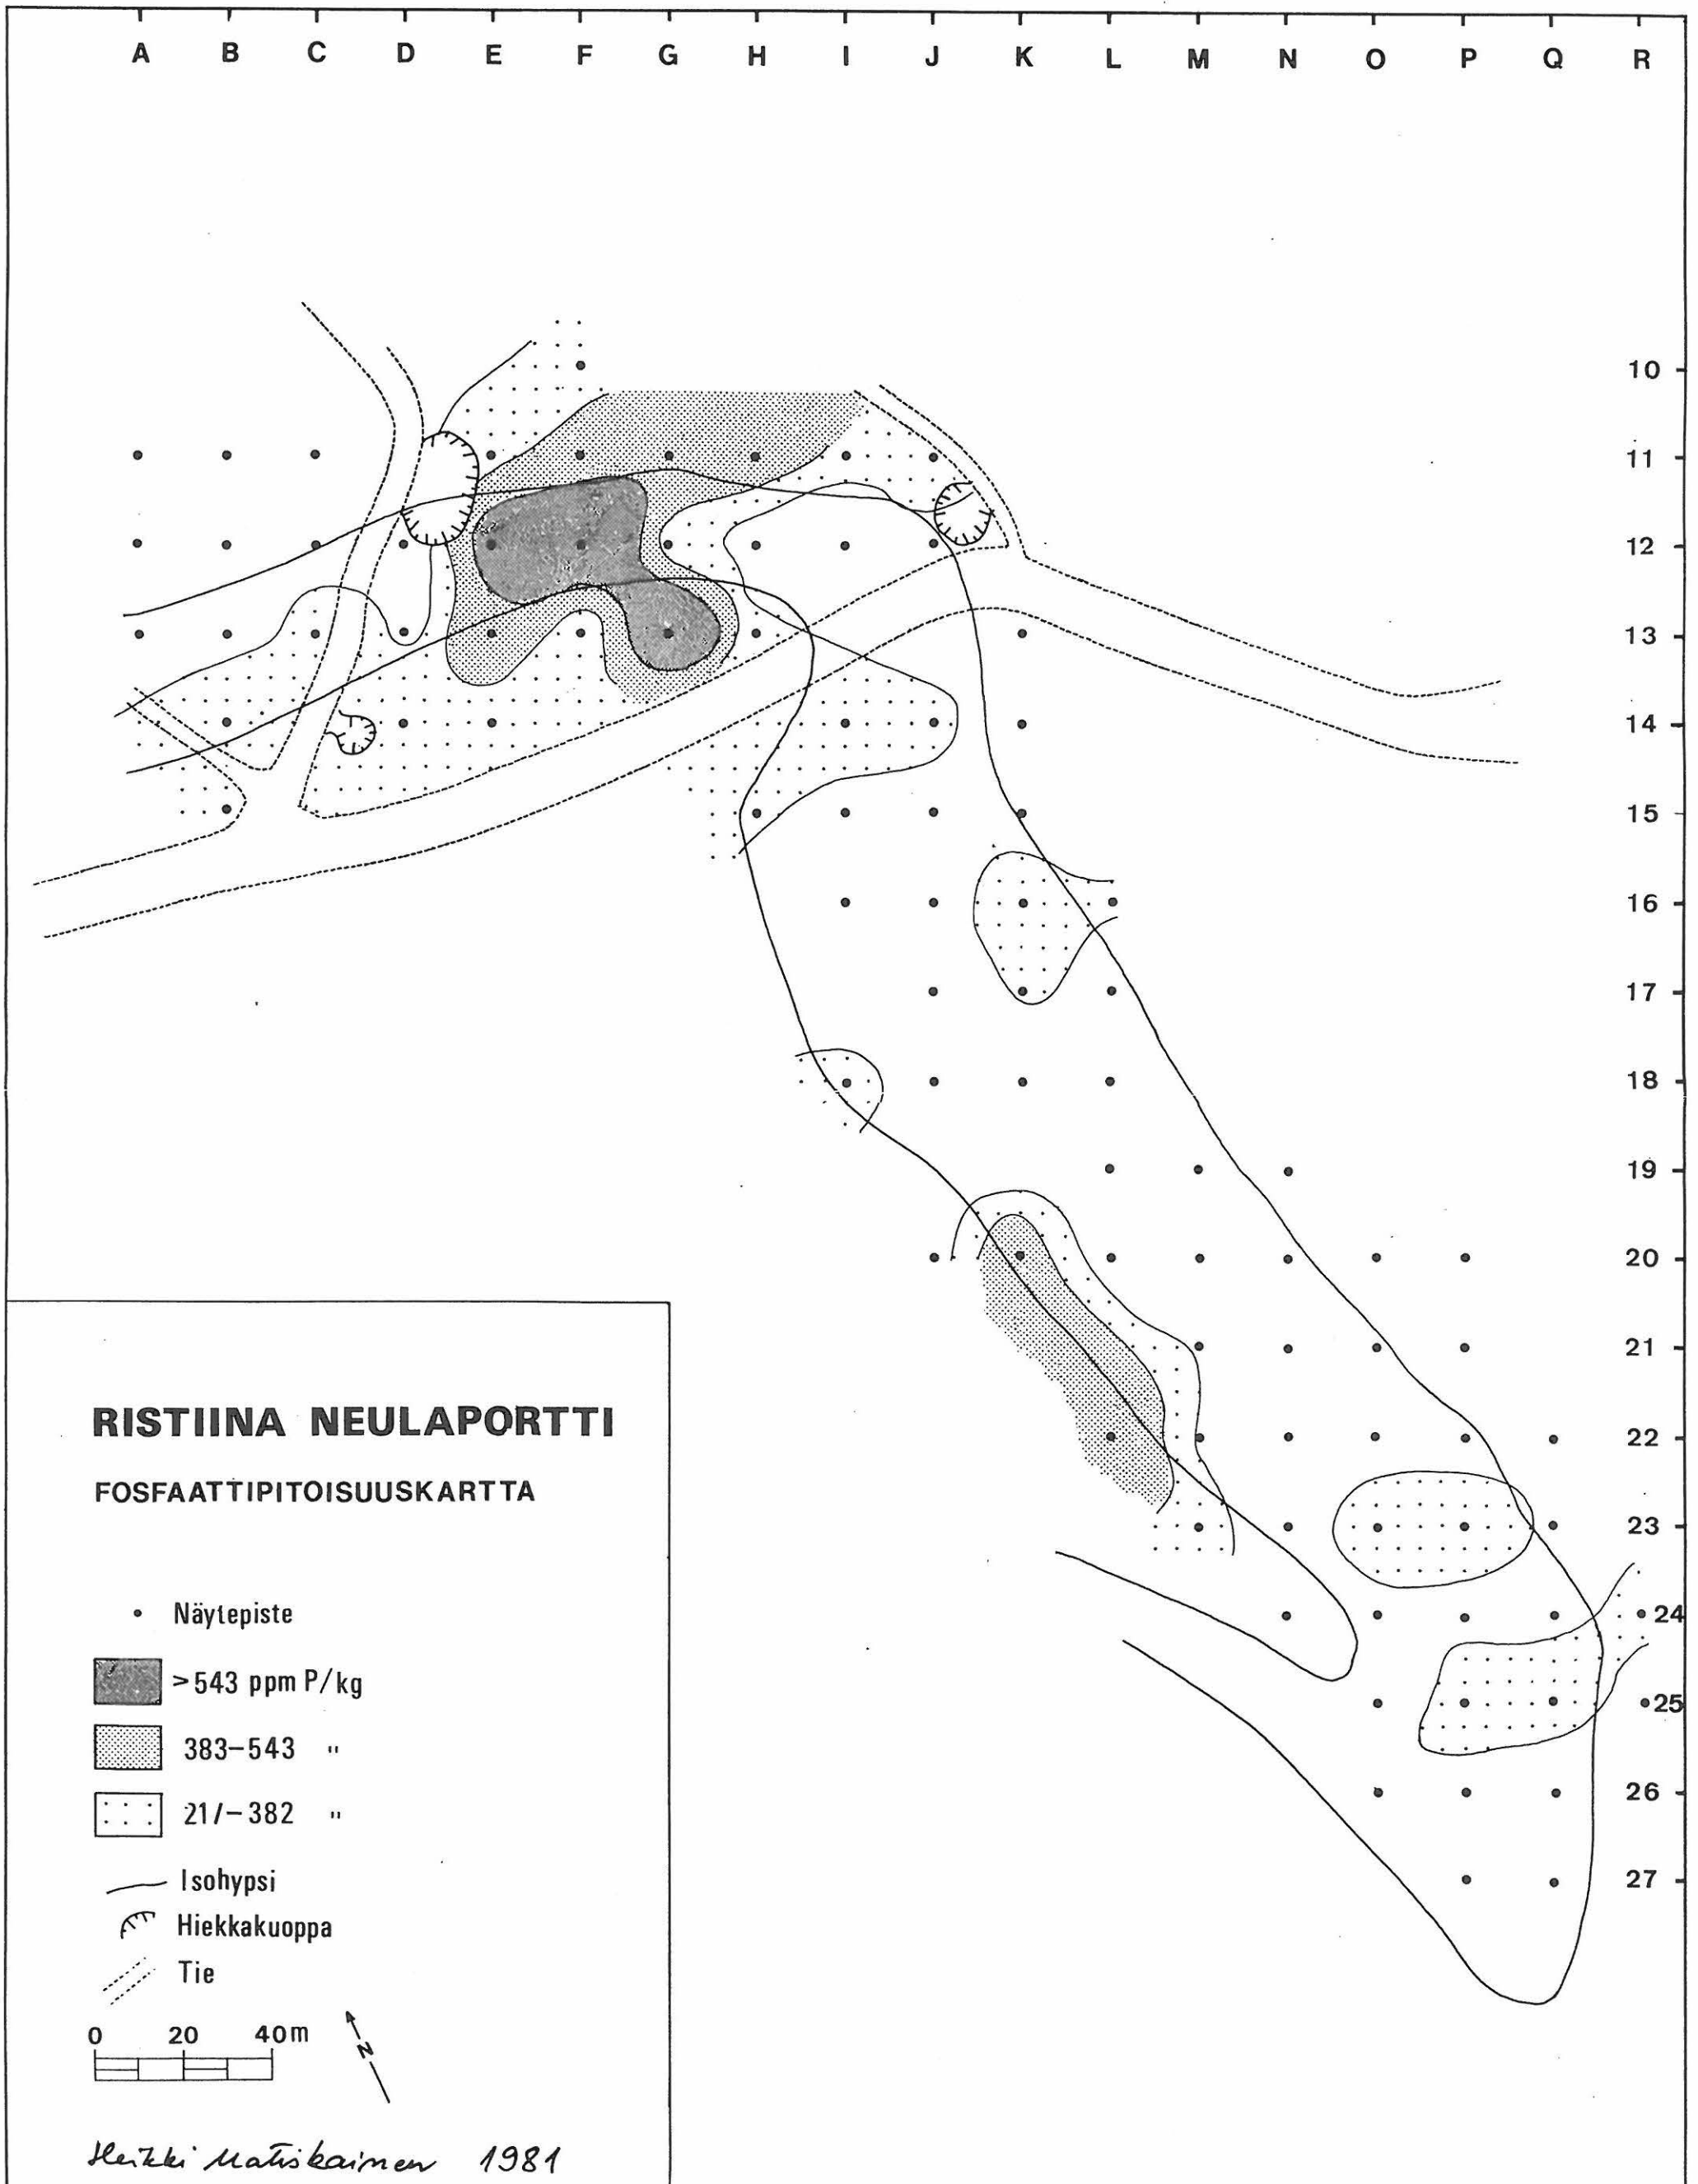 A B C D E F G H I J K L M N O P Q R
10
11
12
13
14
15
16
17
18
19
20
21
22
23
24
25
26
27
RISTIINA NEULAPORTTI
FOSFAATTIPITOISUUSKARTTA
Näytepiste
>543 ppm P/kg
383-543 "
21/-382 "
Isohypsi
Hiekkakuoppa
Tie
0 20 40m
N
Heikki Matiskainen 1981